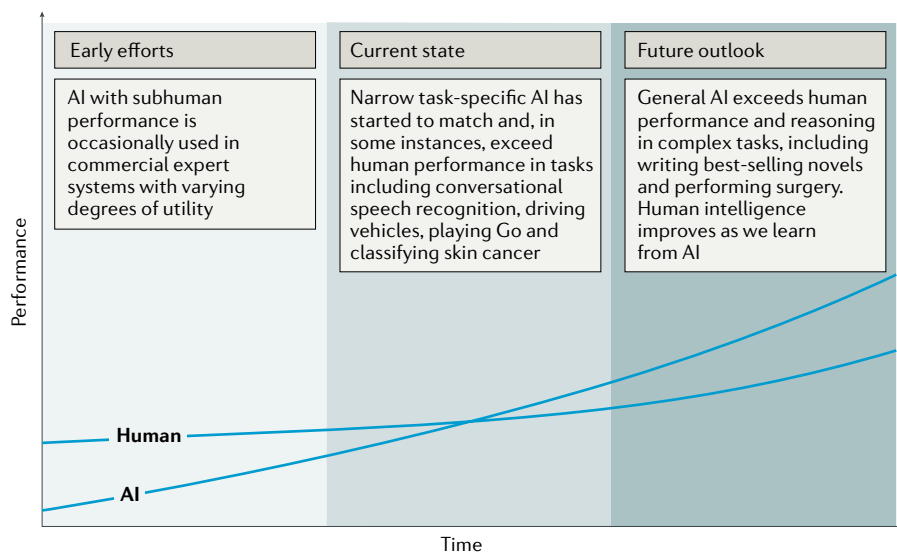 Early efforts
AI with subhuman
performance is
occasionally used in
commercial expert
systems with varying
degrees of utility
Current state
Narrow task-specific AI has
started to match and, in
some instances, exceed
human performance in tasks
including conversational
speech recognition, driving
vehicles, playing Go and
classifying skin cancer
Future outlook
General AI exceeds human
performance and reasoning
in complex tasks, including
writing best-selling novels
and performing surgery.
Human intelligence
improves as we learn
from AI
Performance
Human
AI
Time